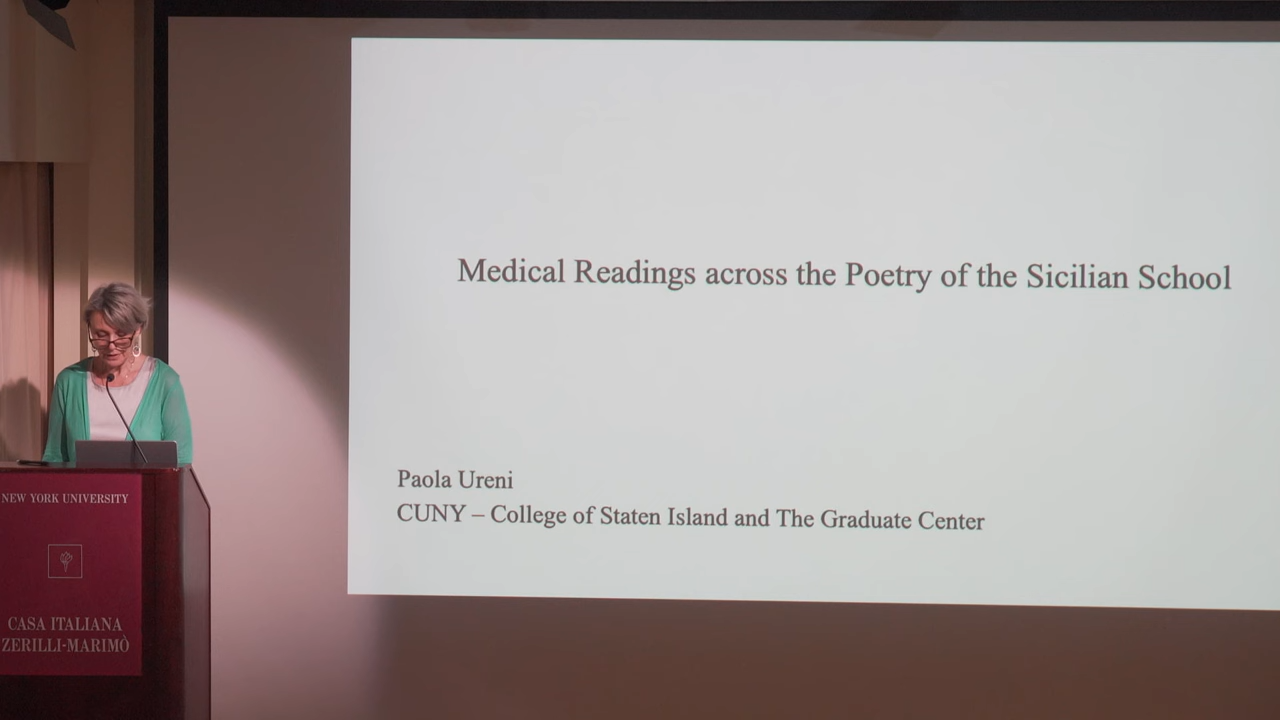 Medical Readings across the Poetry of the Sicilian School
Paola Ureni
CUNY – College of Staten Island and The Graduate Center
NEW YORK UNIVERSITY
CASA ITALIANA
ZERILLI-MARIMÒ